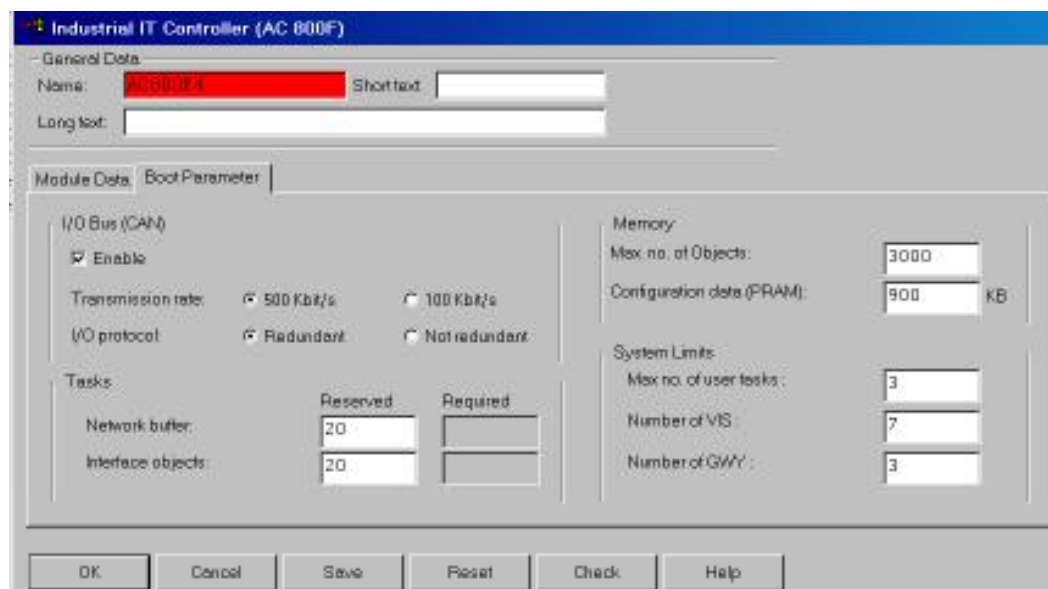 Industrial IT Controller (AC 800F)
General Data
Name: Short text:
Long text:
Module Data Boot Parameter
I/O Bus (CAN)
Enable
Transmission rate: 500 Kbit/s 100 Kbit/s
I/O protocol: Redundant Not redundant
Tasks
Reserved Required
Network buffer: 20
Interface objects: 20
Memory
Max. no. of Objects: 3000
Configuration data (PRAM): 900 KB
System Limits
Max no. of user tasks : 3
Number of VIS : 7
Number of GWY : 3
OK Cancel Save Reset Check Help